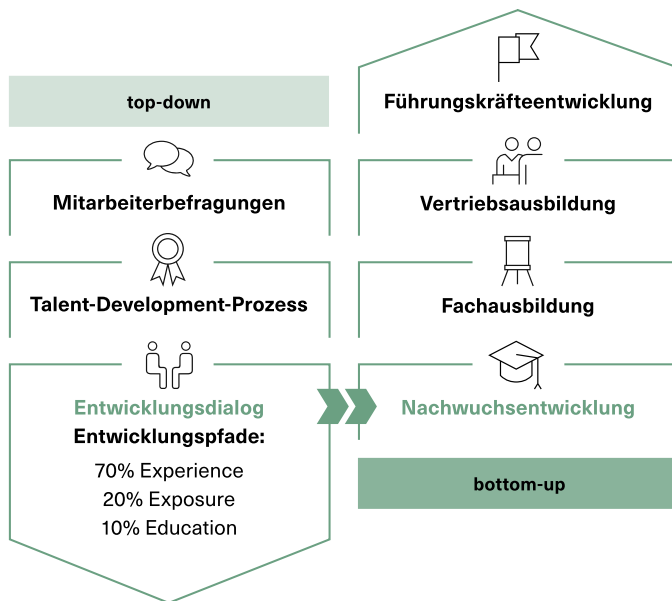 top-down
Mitarbeiterbefragungen
Talent-Development-Prozess
Entwicklungsdialog
Entwicklungspfade:
70% Experience
20% Exposure
10% Education
Führungskräfteentwicklung
Vertriebsausbildung
Fachausbildung
Nachwuchsentwicklung
bottom-up